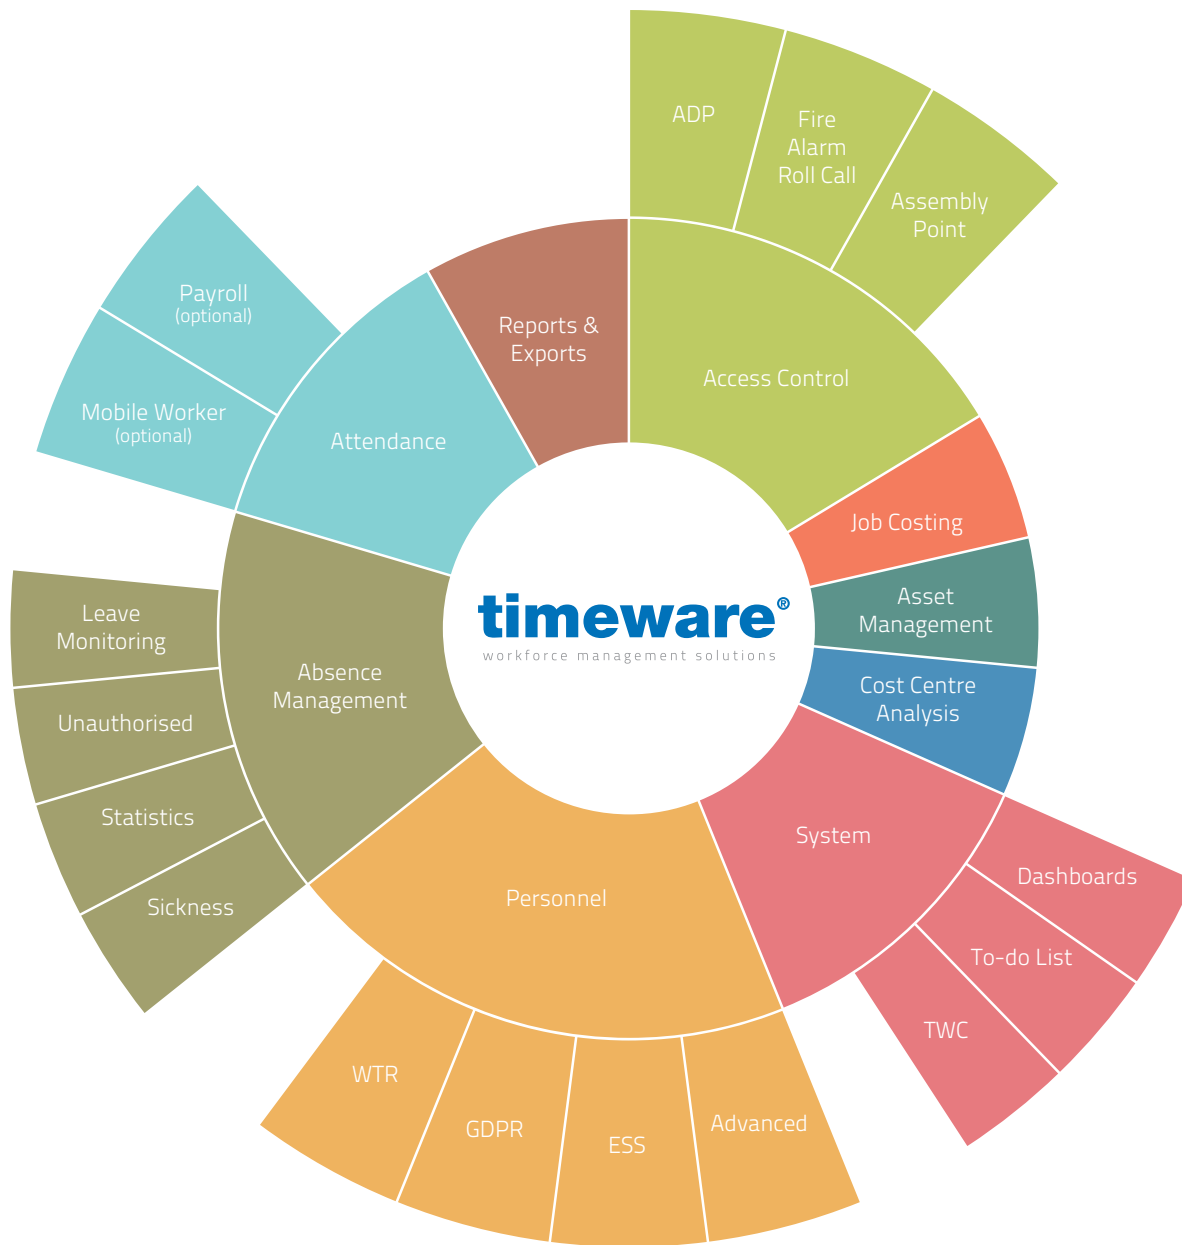 ADP
Fire
Alarm
Roll Call
Assembly
Point
Payroll
(optional)
Mobile Worker
(optional)
Reports &
Exports
Access Control
Attendance
Job Costing
Asset
Management
Cost Centre
Analysis
timeware®
workforce management solutions
Leave
Monitoring
Unauthorised
Statistics
Sickness
Absence
Management
System
Dashboards
To-do List
TWC
Personnel
WTR
GDPR
ESS
Advanced